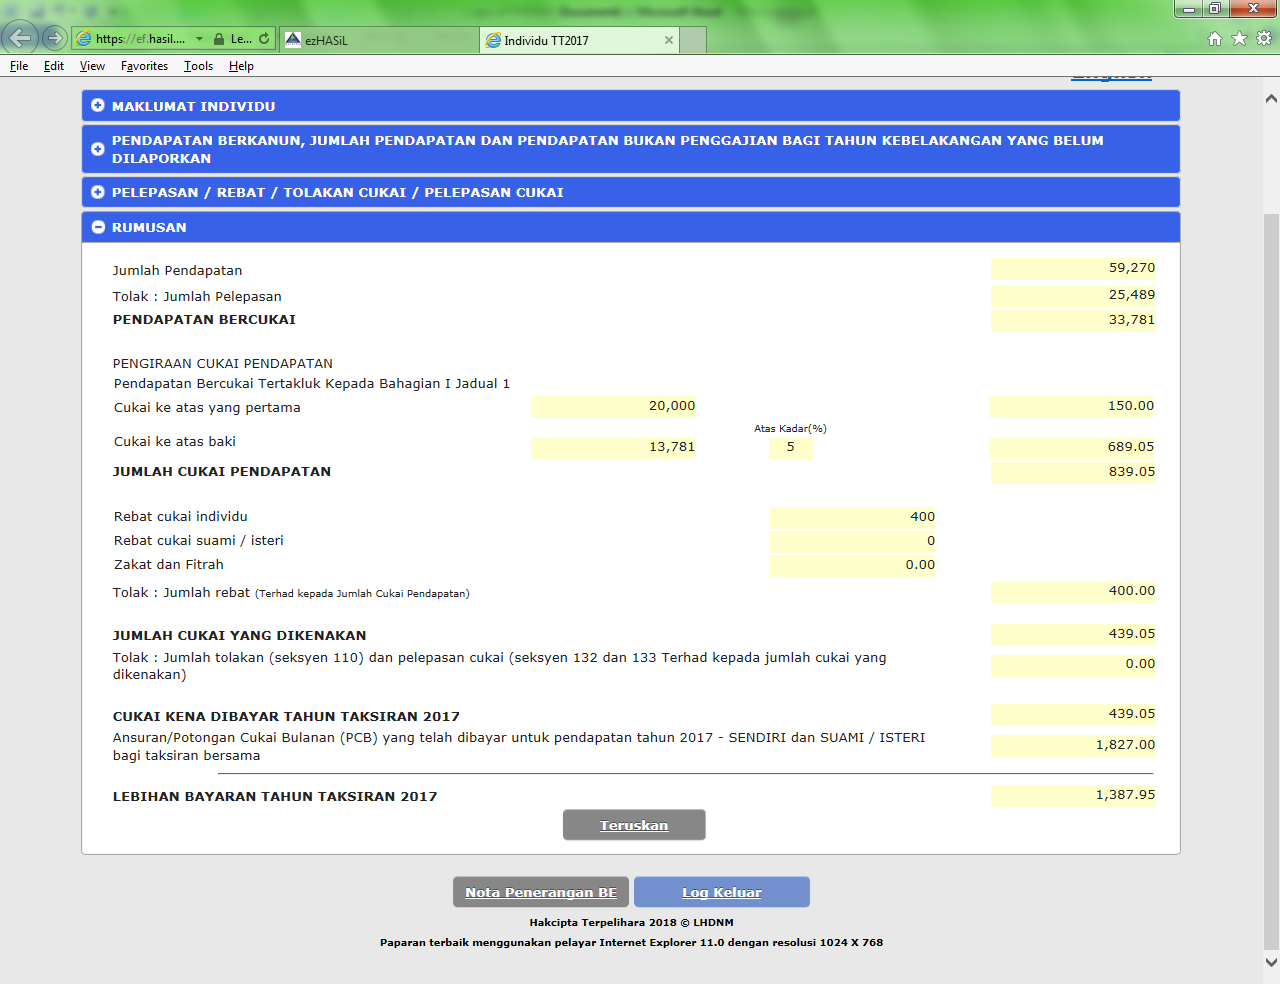 https://ef.hasil.... Le... ezHASiL Individu TT2017
File Edit View Favorites Tools Help
MAKLUMAT INDIVIDU
PENDAPATAN BERKANUN, JUMLAH PENDAPATAN DAN PENDAPATAN BUKAN PENGGAJIAN BAGI TAHUN KEBELAKANGAN YANG BELUM
DILAPORKAN
PELEPASAN / REBAT / TOLAKAN CUKAI / PELEPASAN CUKAI
RUMUSAN
Jumlah Pendapatan 59,270
Tolak : Jumlah Pelepasan 25,489
PENDAPATAN BERCUKAI 33,781
PENGIRAAN CUKAI PENDAPATAN
Pendapatan Bercukai Tertakluk Kepada Bahagian I Jadual 1
Cukai ke atas yang pertama 20,000 150.00
Atas Kadar(%)
Cukai ke atas baki 13,781 5 689.05
JUMLAH CUKAI PENDAPATAN 839.05
Rebat cukai individu 400
Rebat cukai suami / isteri 0
Zakat dan Fitrah 0.00
Tolak : Jumlah rebat (Terhad kepada Jumlah Cukai Pendapatan) 400.00
JUMLAH CUKAI YANG DIKENAKAN 439.05
Tolak : Jumlah tolakan (seksyen 110) dan pelepasan cukai (seksyen 132 dan 133 Terhad kepada jumlah cukai yang 0.00
dikenakan)
CUKAI KENA DIBAYAR TAHUN TAKSIRAN 2017 439.05
Ansuran/Potongan Cukai Bulanan (PCB) yang telah dibayar untuk pendapatan tahun 2017 - SENDIRI dan SUAMI / ISTERI 1,827.00
bagi taksiran bersama
LEBIHAN BAYARAN TAHUN TAKSIRAN 2017 1,387.95
Teruskan
Nota Penerangan BE Log Keluar
Hakcipta Terpelihara 2018 © LHDNM
Paparan terbaik menggunakan pelayar Internet Explorer 11.0 dengan resolusi 1024 X 768